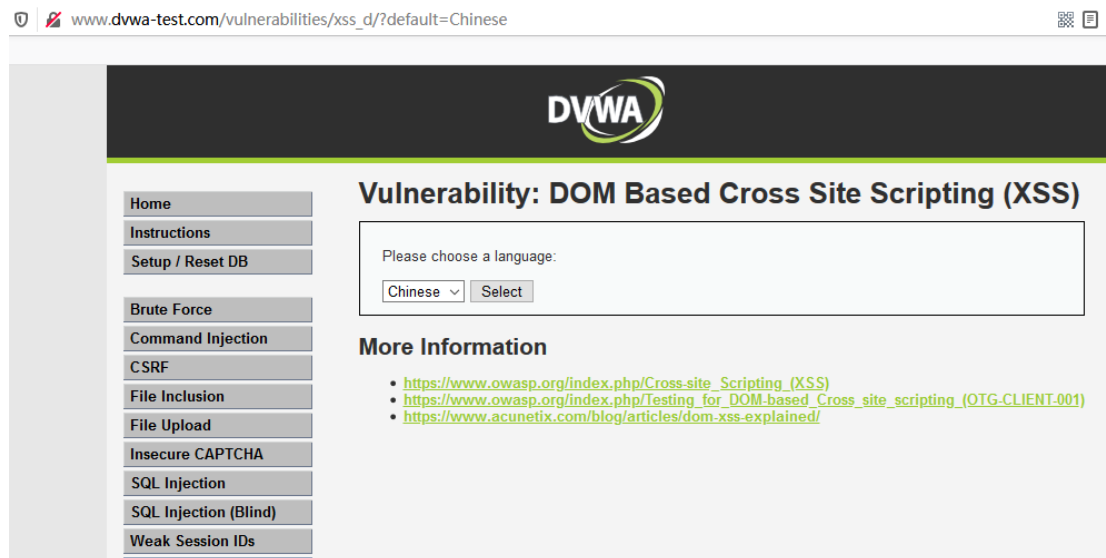 www.dvwa-test.com/vulnerabilities/xss_d/?default=Chinese
DVWA
Home
Instructions
Setup / Reset DB
Brute Force
Command Injection
CSRF
File Inclusion
File Upload
Insecure CAPTCHA
SQL Injection
SQL Injection (Blind)
Weak Session IDs
Vulnerability: DOM Based Cross Site Scripting (XSS)
Please choose a language:
Chinese Select
More Information
https://www.owasp.org/index.php/Cross-site_Scripting_(XSS)
https://www.owasp.org/index.php/Testing_for_DOM-based_Cross_site_scripting_(OTG-CLIENT-001)
https://www.acunetix.com/blog/articles/dom-xss-explained/